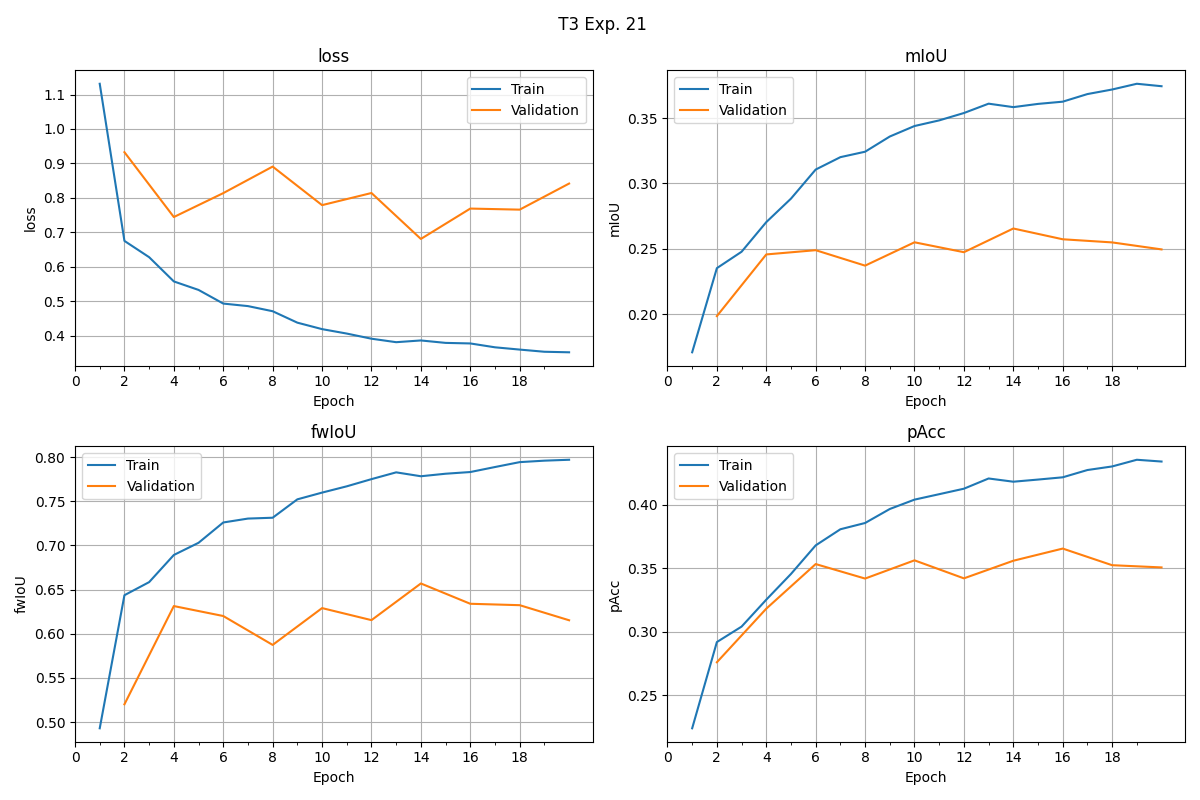 T3 Exp. 21
loss
Train
Validation
1.1
1.0
0.9
0.8
0.7
0.6
0.5
0.4
loss
0 2 4 6 8 10 12 14 16 18
Epoch
mIoU
Train
Validation
0.35
0.30
0.25
0.20
mIoU
0 2 4 6 8 10 12 14 16 18
Epoch
fwIoU
Train
Validation
0.80
0.75
0.70
0.65
0.60
0.55
0.50
fwIoU
0 2 4 6 8 10 12 14 16 18
Epoch
pAcc
Train
Validation
0.40
0.35
0.30
0.25
pAcc
0 2 4 6 8 10 12 14 16 18
Epoch